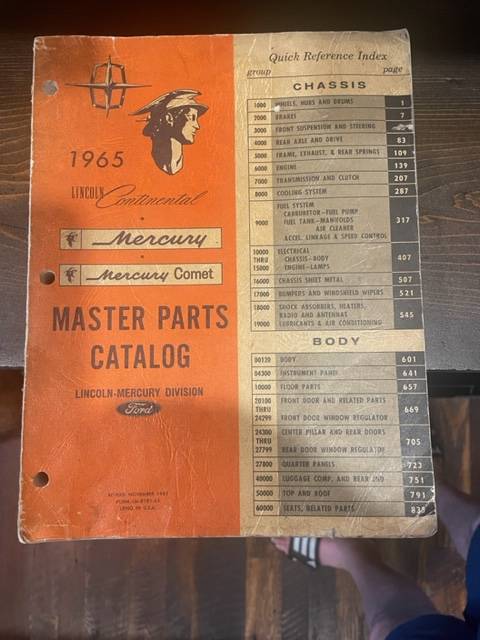 1965
LINCOLN Continental
Mercury
Mercury Comet
MASTER PARTS
CATALOG
LINCOLN-MERCURY DIVISION
Ford
LITHO IN U.S.A.
Quick Reference Index
group page
CHASSIS
1000 WHEELS, HUBS AND DRUMS 1
2000 BRAKES 7
3000 FRONT SUSPENSION AND STEERING
4000 REAR AXLE AND DRIVE 83
5000 FRAME, EXHAUST, & REAR SPRINGS 109
6000 ENGINE 139
7000 TRANSMISSION AND CLUTCH 207
8000 COOLING SYSTEM 287
FUEL SYSTEM
CARBURETOR-FUEL PUMP
9000 FUEL TANK-MANIFOLDS 317
AIR CLEANER
ACCEL. LINKAGE & SPEED CONTROL
10000 ELECTRICAL
THRU CHASSIS-BODY 407
15000 ENGINE-LAMPS
16000 CHASSIS SHEET METAL 507
17000 BUMPERS AND WINDSHIELD WIPERS 521
18000 SHOCK ABSORBERS, HEATERS,
RADIO AND ANTENNAS 545
19000 LUBRICANTS & AIR CONDITIONING
BODY
00120 BODY 601
04300 INSTRUMENT PANEL 641
10000 FLOOR PARTS 657
20100 FRONT DOOR AND RELATED PARTS
THRU 669
24299 FRONT DOOR WINDOW REGULATOR
24300 CENTER PILLAR AND REAR DOORS
THRU 705
27799 REAR DOOR WINDOW REGULATOR
27800 QUARTER PANELS 723
40000 LUGGAGE COMP. AND REAR END 751
50000 TOP AND ROOF 791
60000 SEATS, RELATED PARTS 835